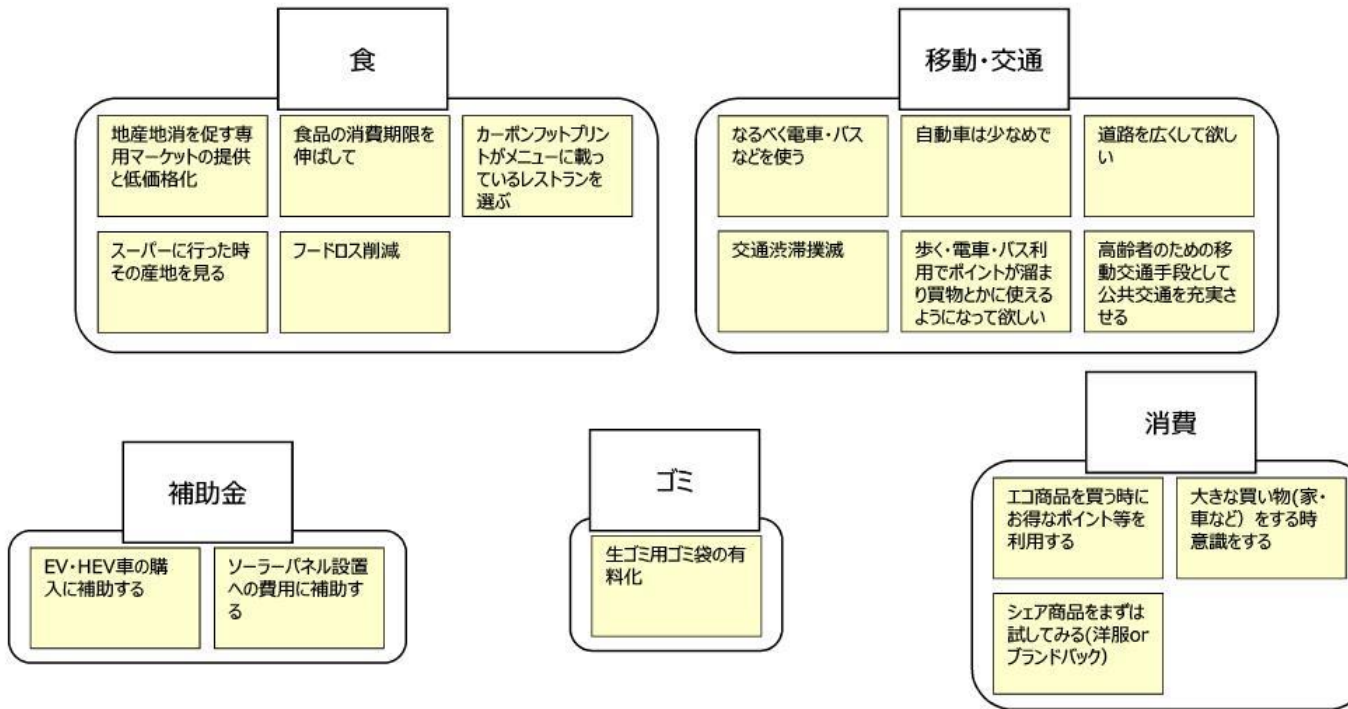 食
地産地消を促す専
用マーケットの提供
と低価格化
食品の消費期限を
伸ばして
カーボンフットプリン
トがメニューに載っ
ているレストランを
選ぶ
スーパーに行った時
その産地を見る
フードロス削減
移動・交通
なるべく電車・バス
などを使う
自動車は少なめで
道路を広くして欲し
い
交通渋滞撲滅
歩く・電車・バス利
用でポイントが溜ま
り買物とかに使える
ようになって欲しい
高齢者のための移
動交通手段として
公共交通を充実さ
せる
補助金
EV・HEV車の購
入に補助する
ソーラーパネル設置
への費用に補助す
る
ゴミ
生ゴミ用ゴミ袋の有
料化
消費
エコ商品を買う時に
お得なポイント等を
利用する
大きな買い物(家・
車など）をする時
意識をする
シェア商品をまずは
試してみる(洋服or
ブランドバック）